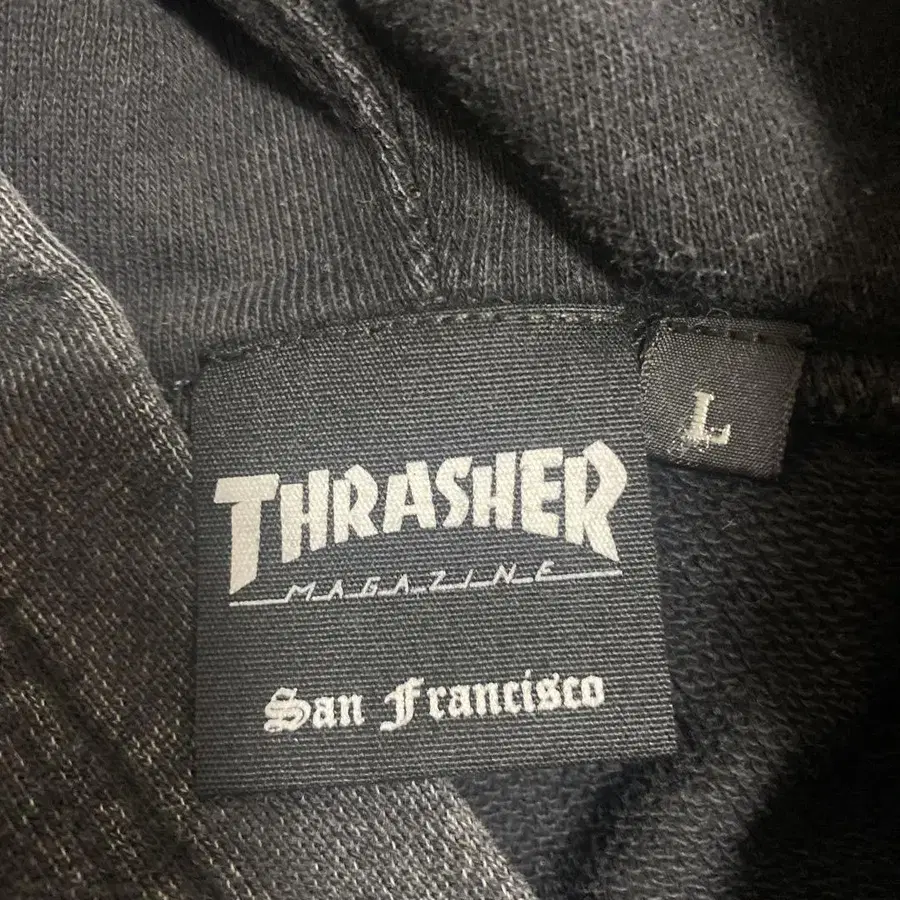 THRASHER
MAGAZINE
San Francisco
L